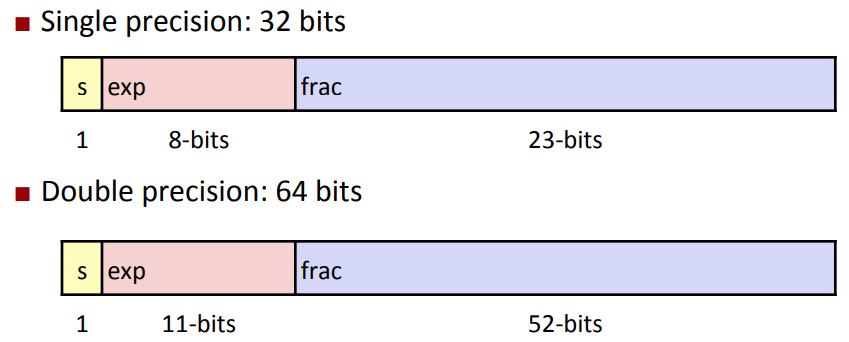 Single precision: 32 bits
s exp frac
1 8-bits 23-bits
Double precision: 64 bits
s exp frac
1 11-bits 52-bits